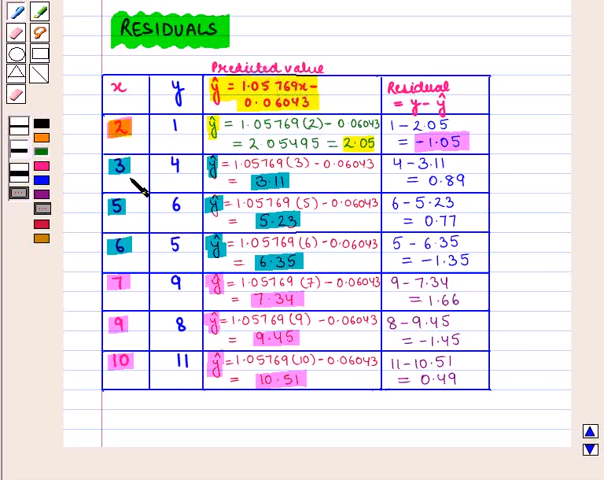 RESIDUALS
Predicted value
x y ŷ = 1.05769x - 0.06043 Residual = y - ŷ
2 1 ŷ = 1.05769(2) - 0.06043 1 - 2.05
= 2.05495 = 2.05 = -1.05
3 4 ŷ = 1.05769(3) - 0.06043 4 - 3.11
= 3.11 = 0.89
5 6 ŷ = 1.05769(5) - 0.06043 6 - 5.23
= 5.23 = 0.77
6 5 ŷ = 1.05769(6) - 0.06043 5 - 6.35
= 6.35 = -1.35
7 9 ŷ = 1.05769(7) - 0.06043 9 - 7.34
= 7.34 = 1.66
9 8 ŷ = 1.05769(9) - 0.06043 8 - 9.45
= 9.45 = -1.45
10 11 ŷ = 1.05769(10) - 0.06043 11 - 10.51
= 10.51 = 0.49